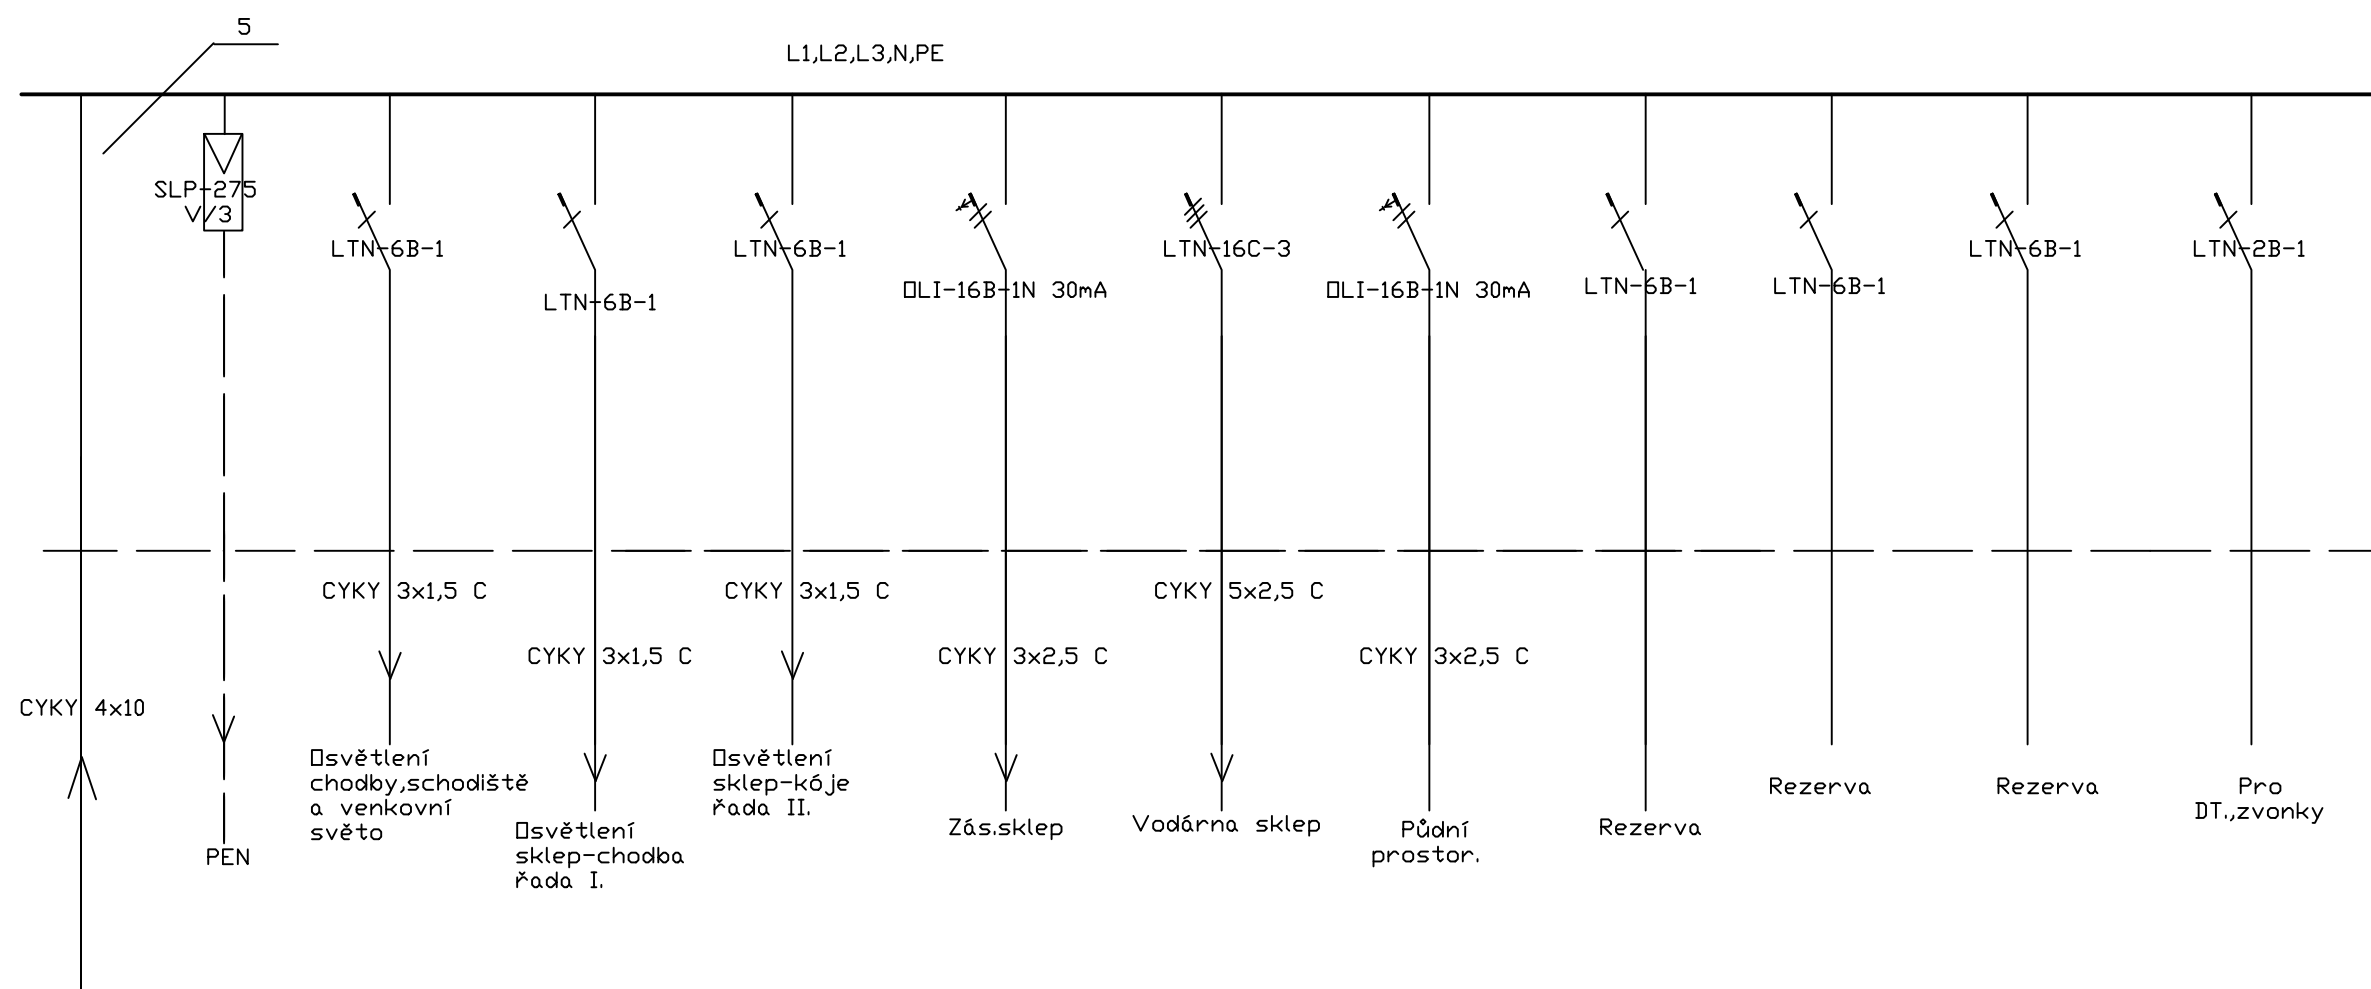 5
L1,L2,L3,N,PE
SLP-275
V/3
LTN-6B-1
LTN-6B-1
LTN-6B-1
OLI-16B-1N 30mA
LTN-16C-3
OLI-16B-1N 30mA
LTN-6B-1
LTN-6B-1
LTN-6B-1
LTN-2B-1
CYKY 4x10
CYKY 3x1,5 C
CYKY 3x1,5 C
CYKY 3x1,5 C
CYKY 3x2,5 C
CYKY 5x2,5 C
CYKY 3x2,5 C
PEN
Osvětlení
chodby,schodiště
a venkovní
světo
Osvětlení
sklep-chodba
řada I.
Osvětlení
sklep-kóje
řada II.
Zás.sklep
Vodárna sklep
Půdní
prostor.
Rezerva
Rezerva
Rezerva
Pro
DT.,zvonky